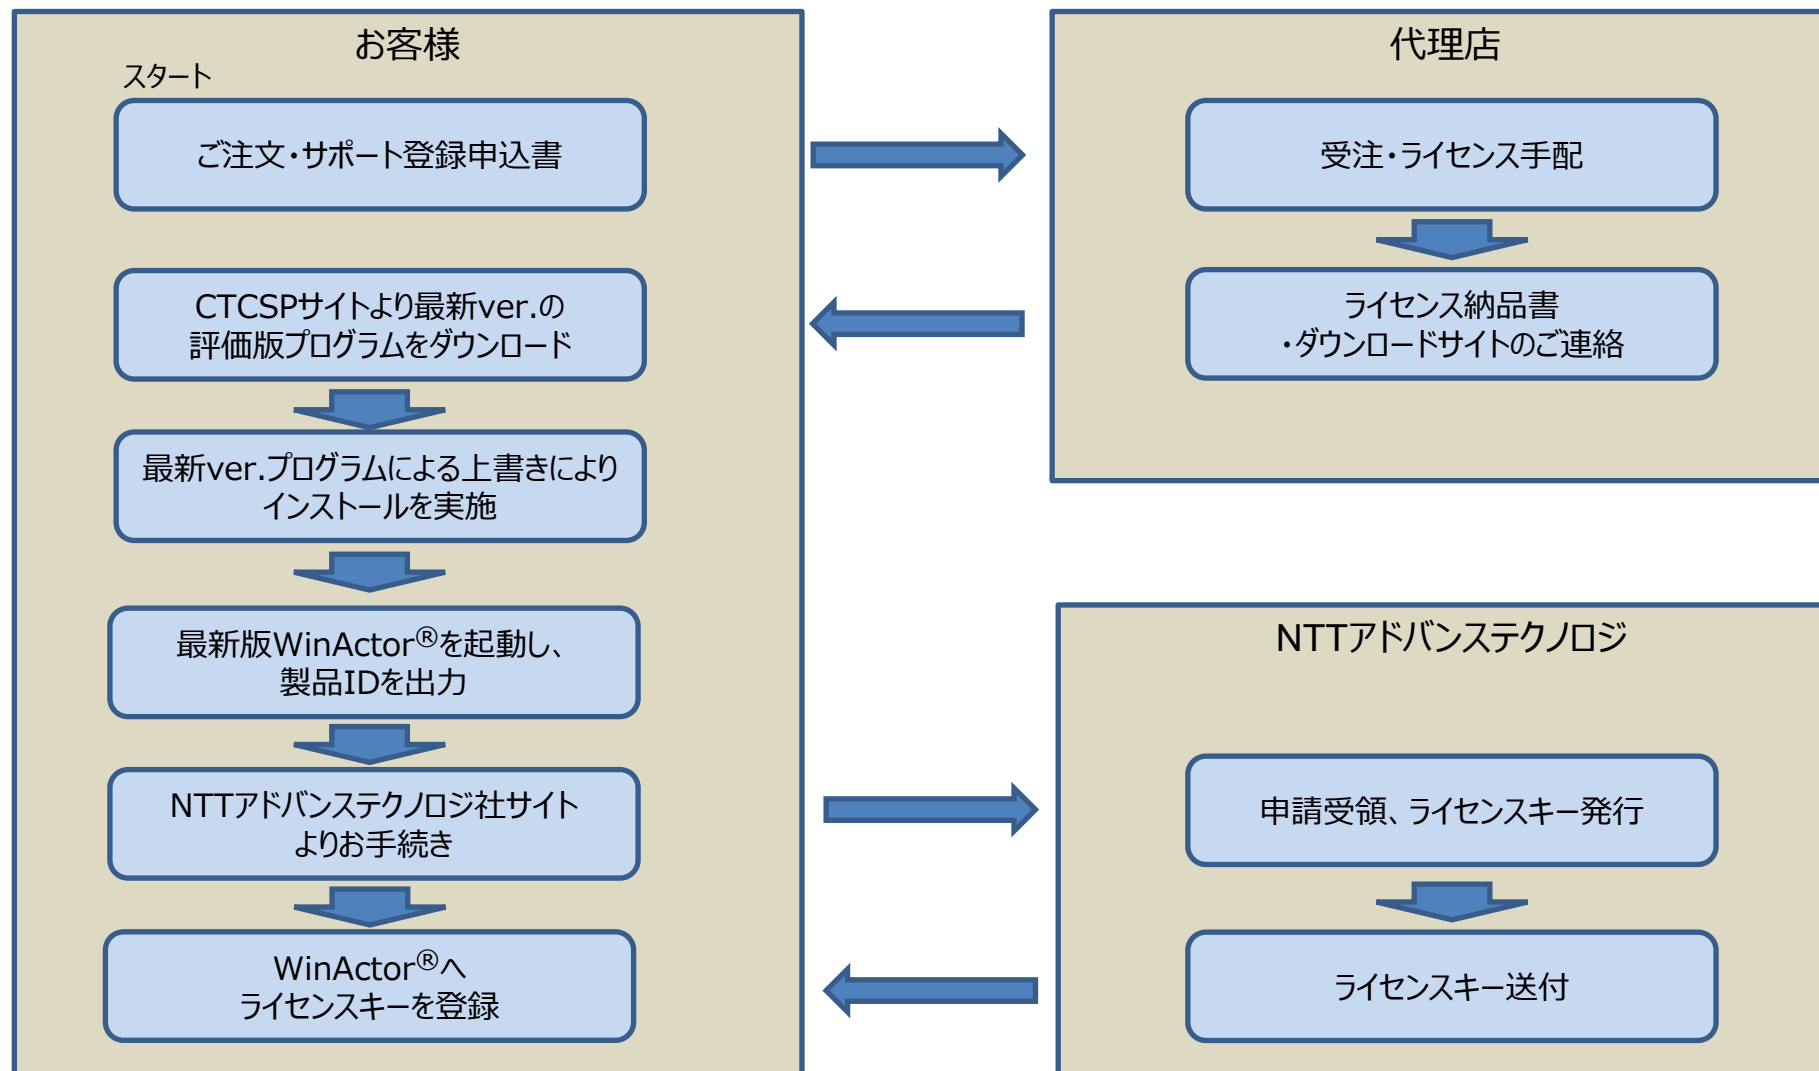 お客様
スタート
ご注文・サポート登録申込書
CTCSPサイトより最新ver.の
評価版プログラムをダウンロード
最新ver.プログラムによる上書きにより
インストールを実施
最新版WinActor®を起動し、
製品IDを出力
NTTアドバンステクノロジ社サイト
よりお手続き
WinActor®へ
ライセンスキーを登録
代理店
受注・ライセンス手配
ライセンス納品書
・ダウンロードサイトのご連絡
NTTアドバンステクノロジ
申請受領、ライセンスキー発行
ライセンスキー送付